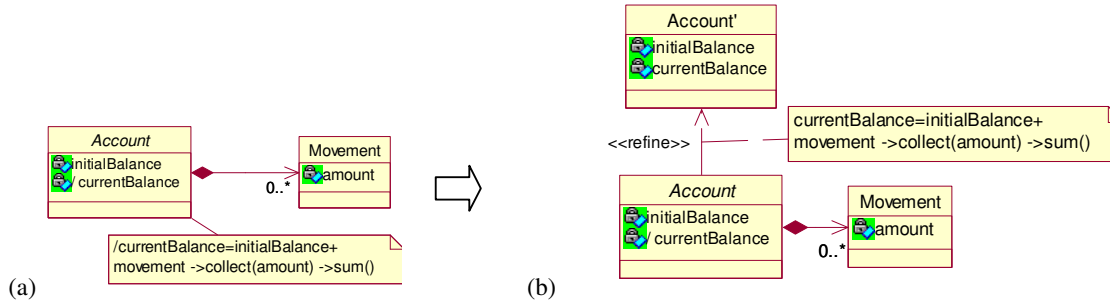 Account
initialBalance
/ currentBalance
Movement
amount
0..*
/currentBalance=initialBalance+
movement ->collect(amount) ->sum()
(a)
Account'
initialBalance
currentBalance
<<refine>>
currentBalance=initialBalance+
movement ->collect(amount) ->sum()
Account
initialBalance
/ currentBalance
Movement
amount
0..*
(b)